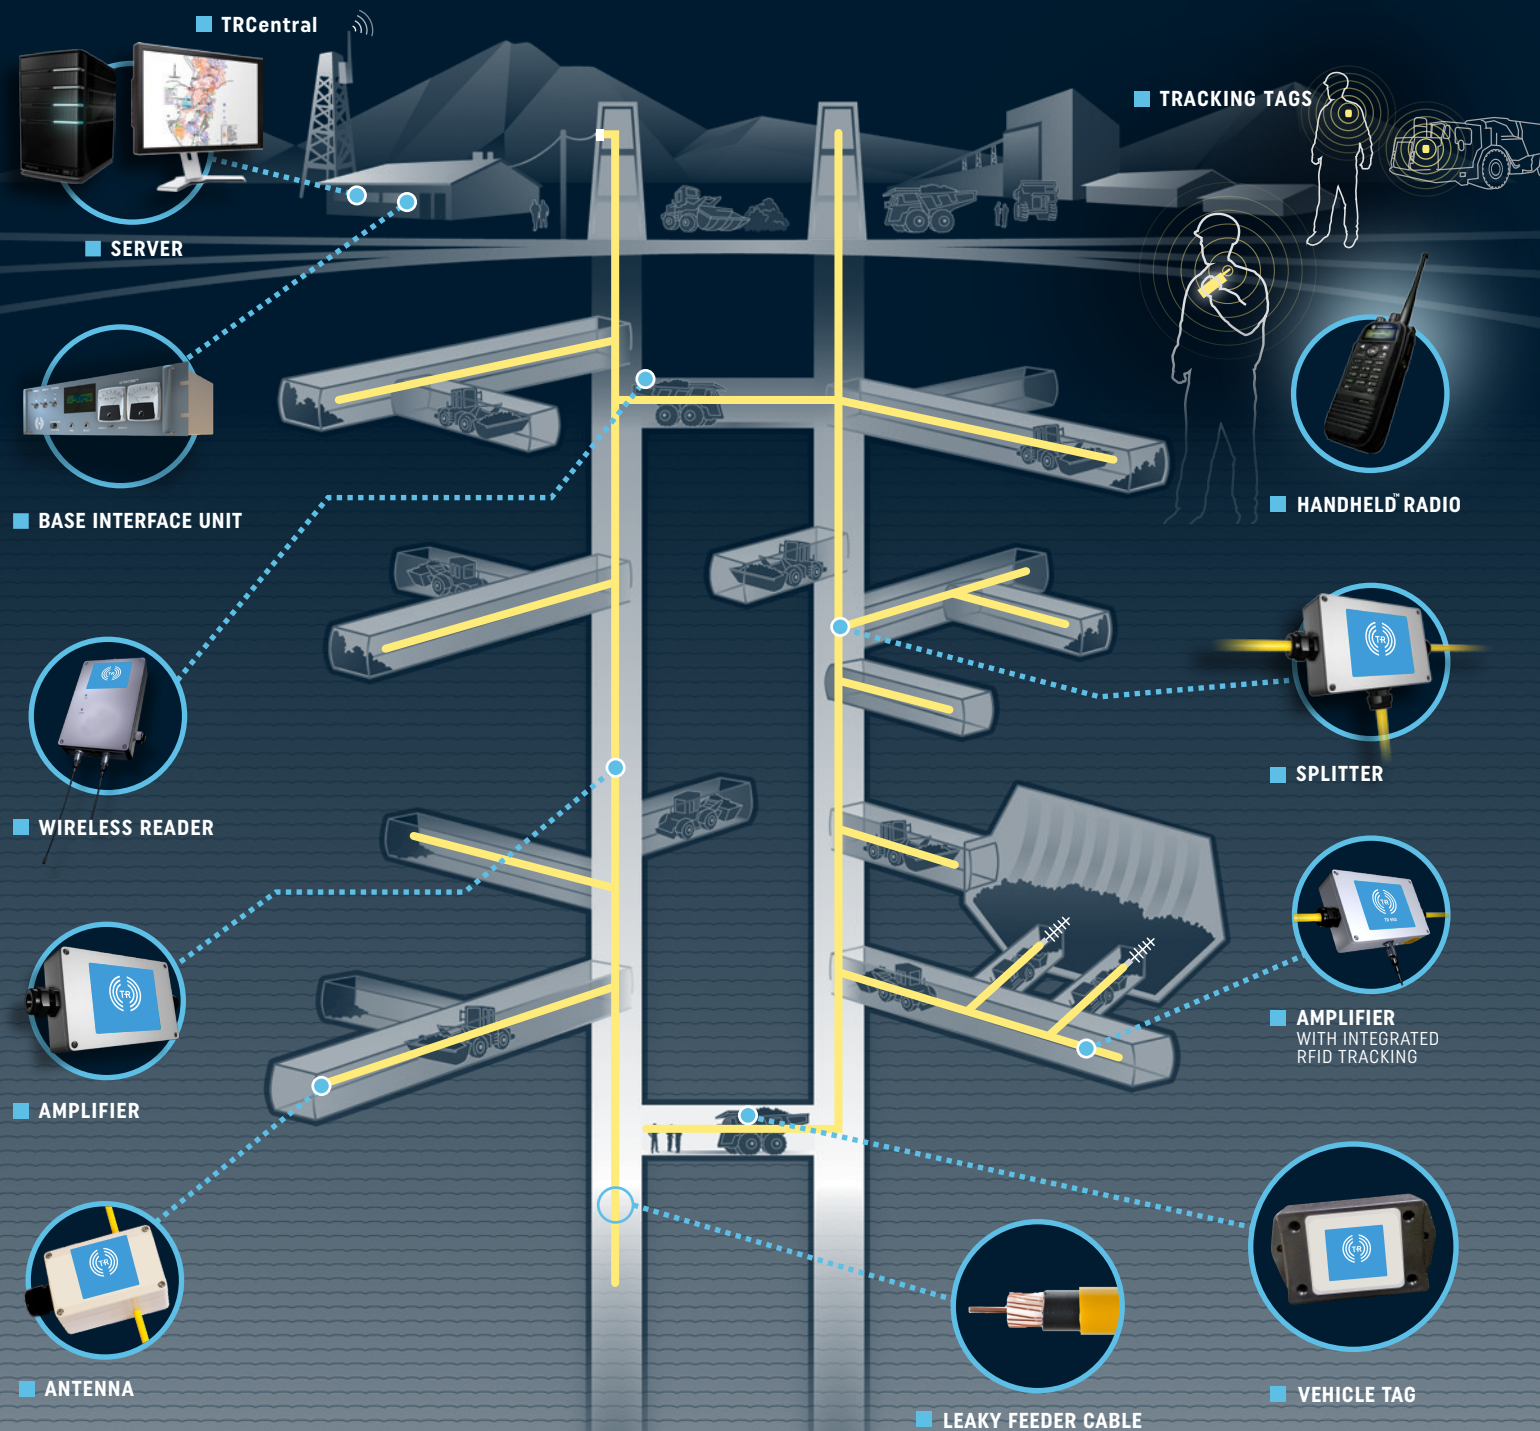 TRCentral
TRACKING TAGS
SERVER
BASE INTERFACE UNIT
HANDHELD™ RADIO
WIRELESS READER
SPLITTER
AMPLIFIER
WITH INTEGRATED
RFID TRACKING
AMPLIFIER
ANTENNA
VEHICLE TAG
LEAKY FEEDER CABLE